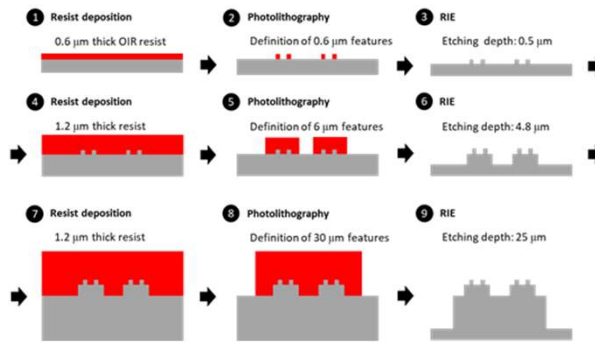 1 Resist deposition
0.6 μm thick OIR resist
2 Photolithography
Definition of 0.6 μm features
3 RIE
Etching depth: 0.5 μm
4 Resist deposition
1.2 μm thick resist
5 Photolithography
Definition of 6 μm features
6 RIE
Etching depth: 4.8 μm
7 Resist deposition
1.2 μm thick resist
8 Photolithography
Definition of 30 μm features
9 RIE
Etching depth: 25 μm